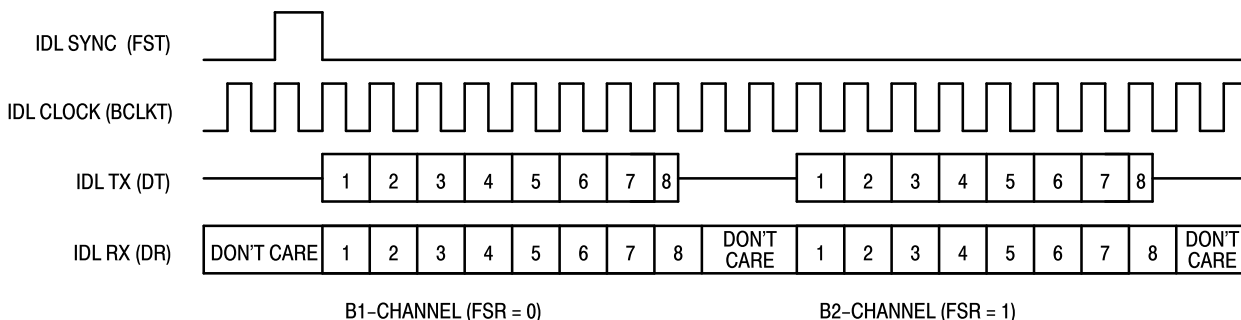 IDL SYNC (FST)
IDL CLOCK (BCLKT)
IDL TX (DT) 1 2 3 4 5 6 7 8 1 2 3 4 5 6 7 8
IDL RX (DR) DON'T CARE 1 2 3 4 5 6 7 8 DON'T CARE 1 2 3 4 5 6 7 8 DON'T CARE
B1–CHANNEL (FSR = 0) B2–CHANNEL (FSR = 1)